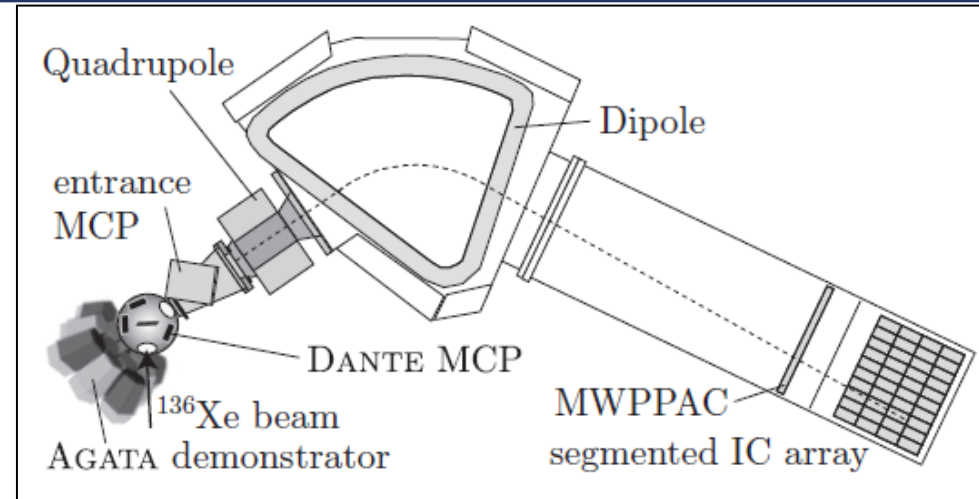 Quadrupole
Dipole
entrance
MCP
DANTE MCP
¹³⁶Xe beam
AGATA demonstrator
MWPPAC
segmented IC array